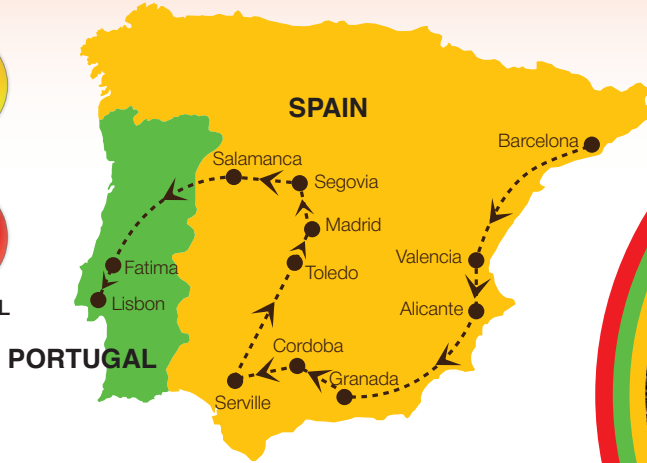 SPAIN
Barcelona
Salamanca
Segovia
Madrid
Valencia
Fatima
Toledo
Lisbon
Alicante
L
PORTUGAL
Cordoba
Granada
Serville